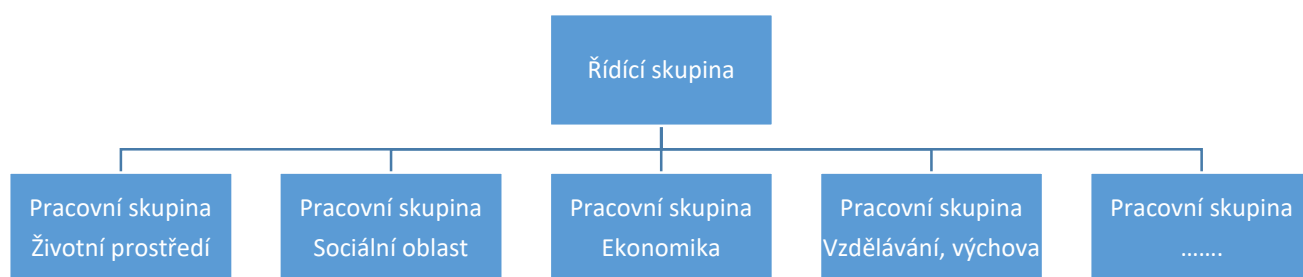 Řídící skupina
Pracovní skupina
Životní prostředí
Pracovní skupina
Sociální oblast
Pracovní skupina
Ekonomika
Pracovní skupina
Vzdělávání, výchova
Pracovní skupina
.......